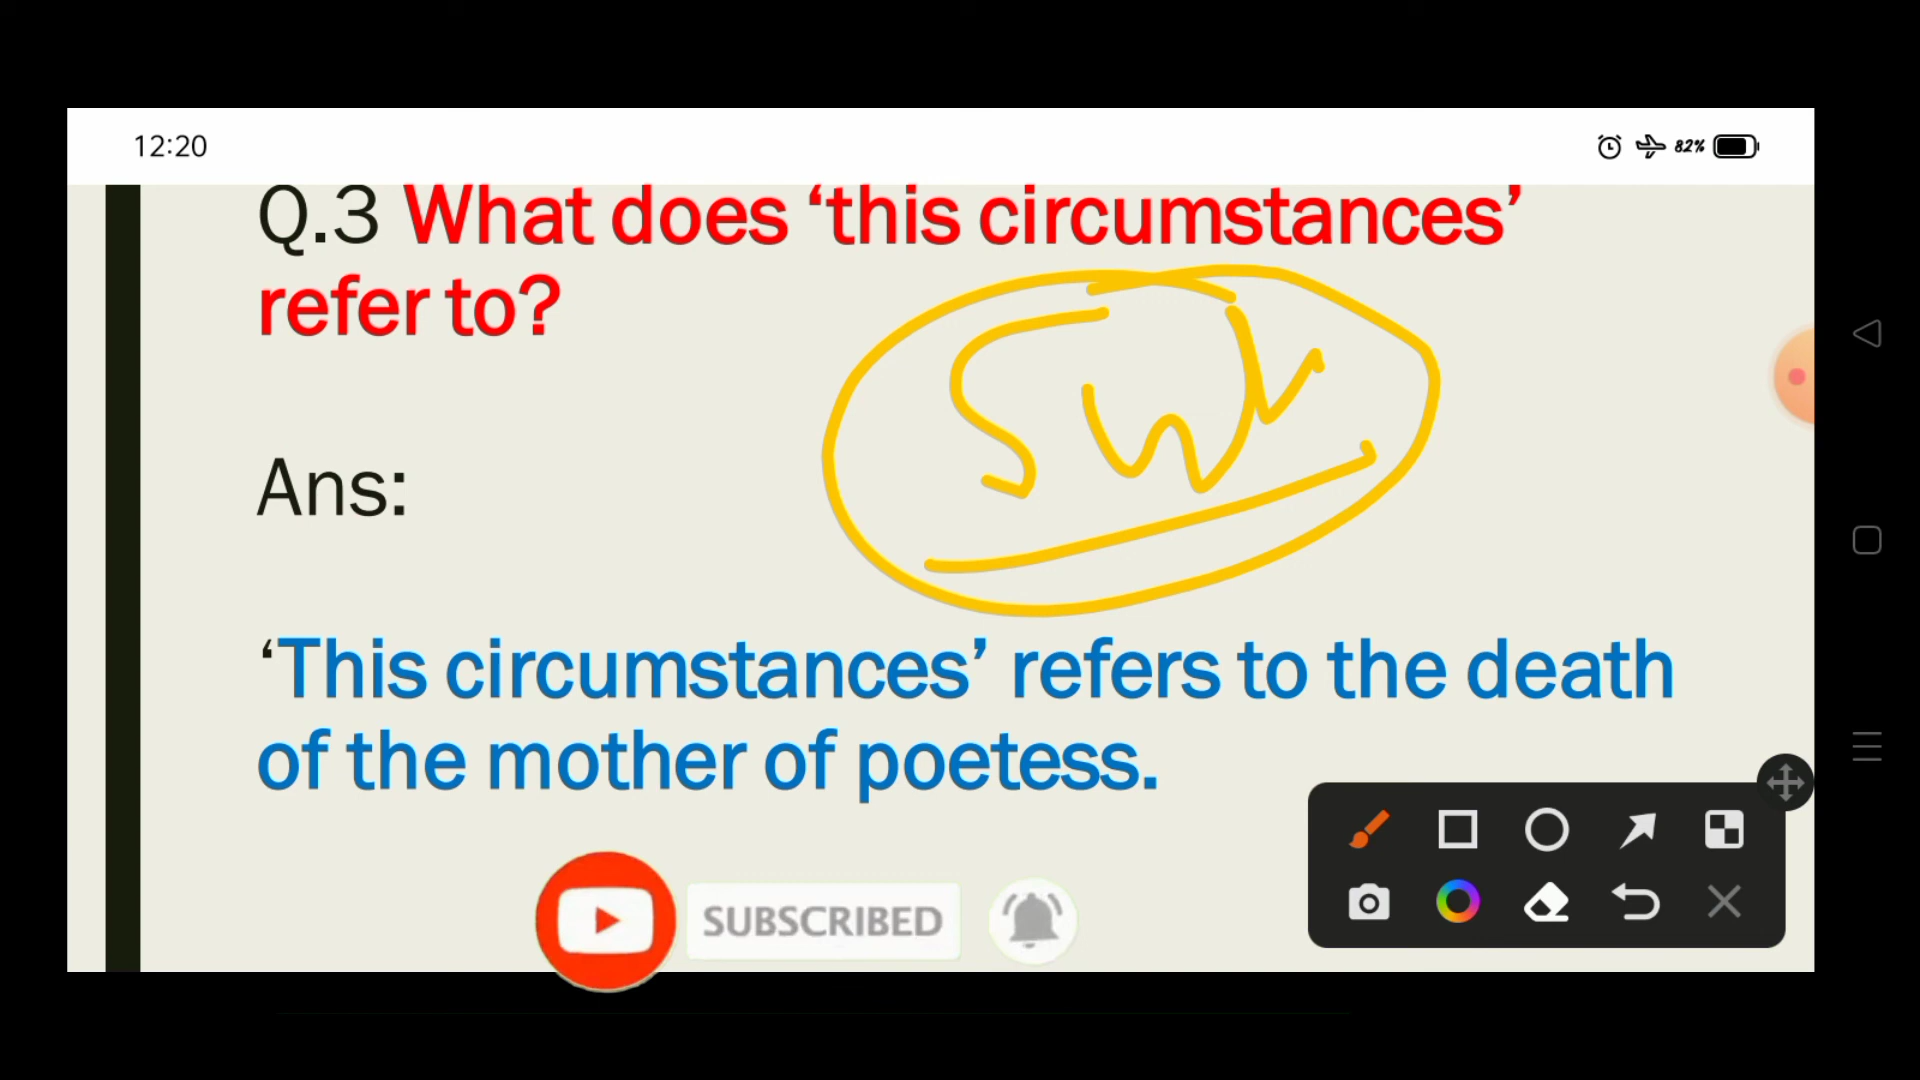 12:20
82%
Q.3 What does ‘this circumstances’
refer to?
Ans:
‘This circumstances’ refers to the death
of the mother of poetess.
SUBSCRIBED